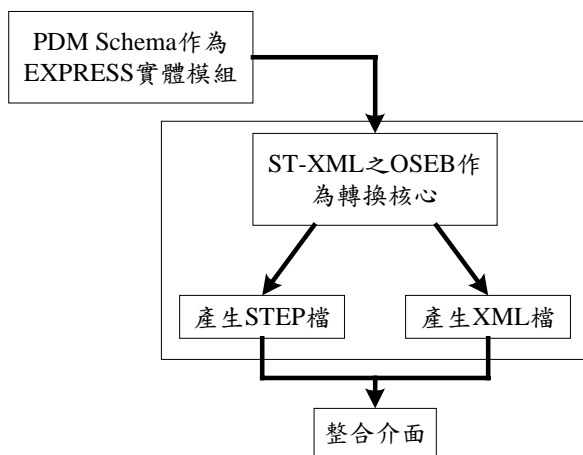 PDM Schema作為
EXPRESS實體模組
ST-XML之OSEB作
為轉換核心
產生STEP檔
產生XML檔
整合介面